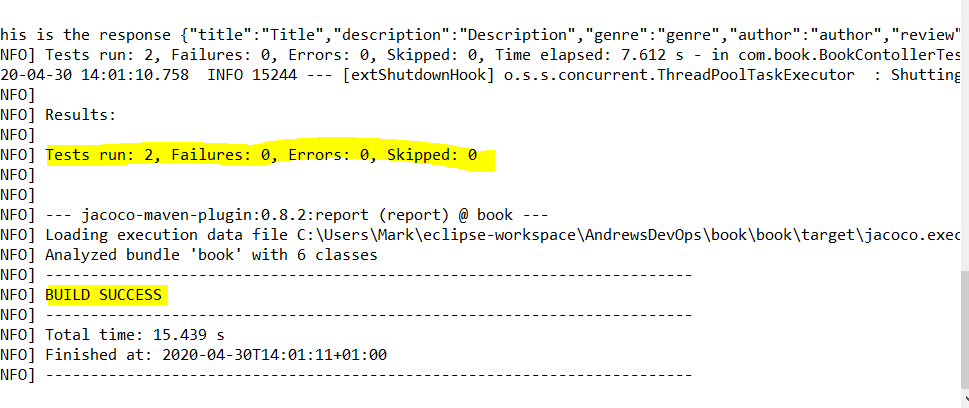 his is the response {"title":"Title","description":"Description","genre":"genre","author":"author","review"
NFO] Tests run: 2, Failures: 0, Errors: 0, Skipped: 0, Time elapsed: 7.612 s - in com.book.BookContollerTes
20-04-30 14:01:10.758  INFO 15244 --- [extShutdownHook] o.s.s.concurrent.ThreadPoolTaskExecutor  : Shutting
NFO]
NFO] Results:
NFO]
NFO] Tests run: 2, Failures: 0, Errors: 0, Skipped: 0
NFO]
NFO]
NFO] --- jacoco-maven-plugin:0.8.2:report (report) @ book ---
NFO] Loading execution data file C:\Users\Mark\eclipse-workspace\AndrewsDevOps\book\book\target\jacoco.exec
NFO] Analyzed bundle 'book' with 6 classes
NFO] ------------------------------------------------------------------------
NFO] BUILD SUCCESS
NFO] ------------------------------------------------------------------------
NFO] Total time: 15.439 s
NFO] Finished at: 2020-04-30T14:01:11+01:00
NFO] ------------------------------------------------------------------------